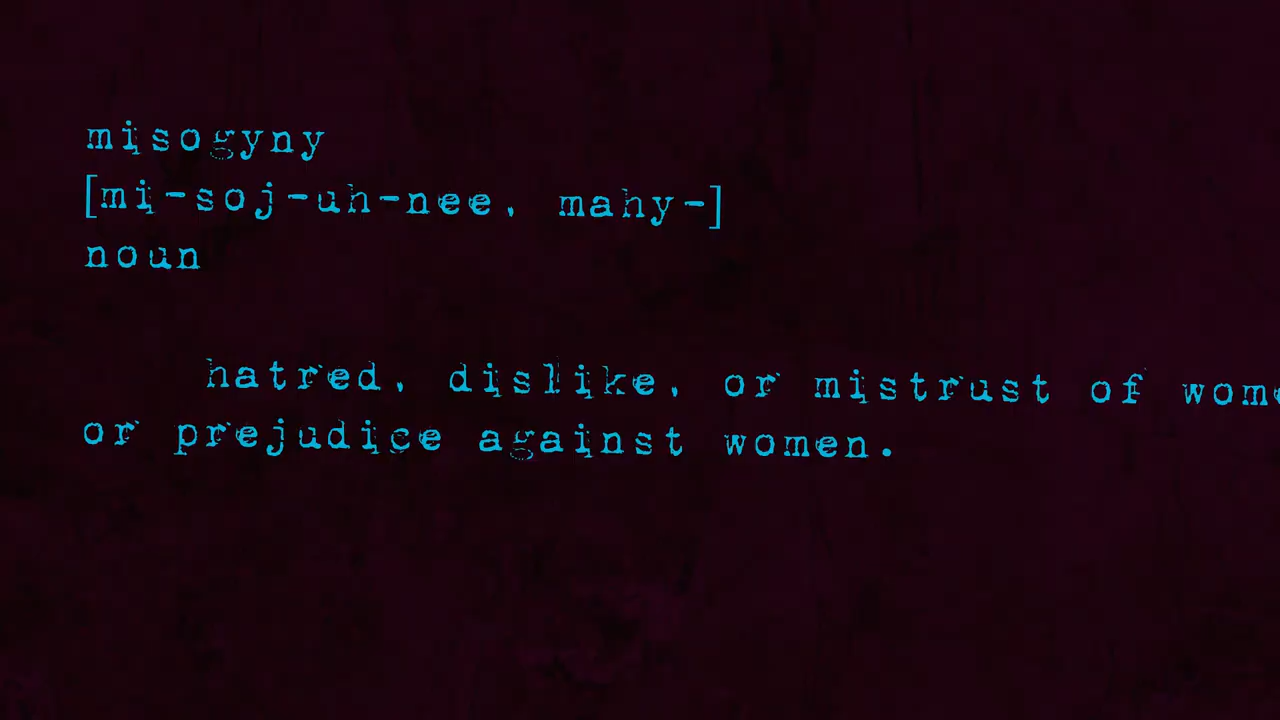 misogyny
[mi-soj-uh-nee, mahy-]
noun
hatred, dislike, or mistrust of
or prejudice against women.